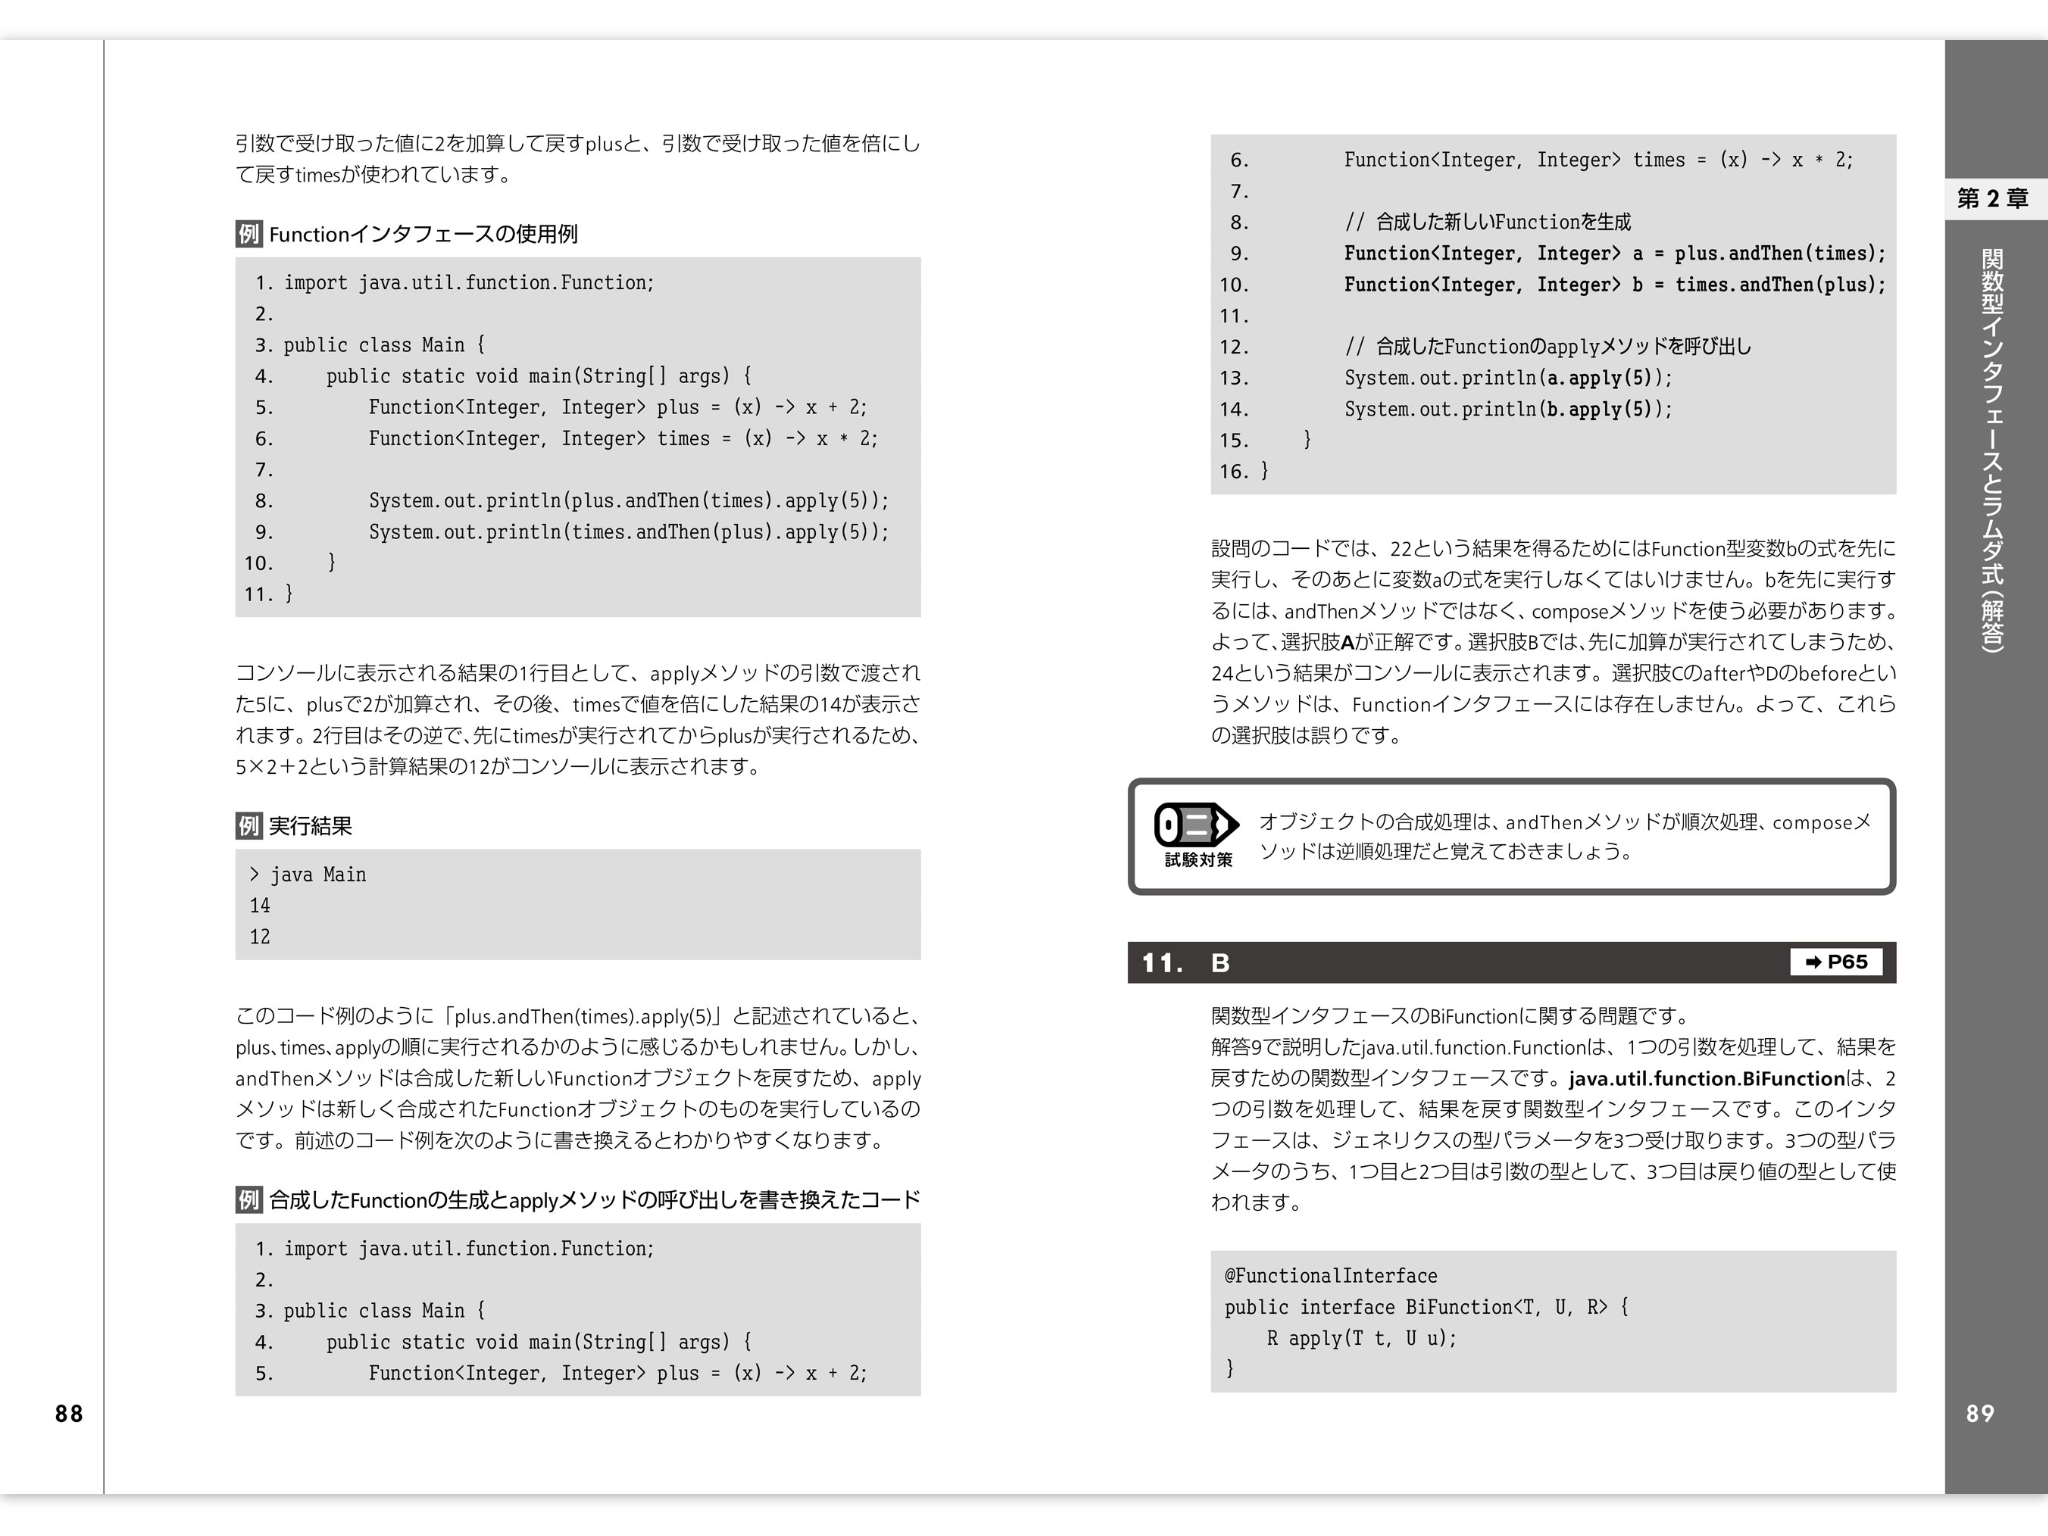 引数で受け取った値に2を加算して戻すplusと、引数で受け取った値を倍にし
て戻すtimesが使われています。
例 Functionインタフェースの使用例
1. import java.util.function.Function;
2.
3. public class Main {
4.     public static void main(String[] args) {
5.         Function<Integer, Integer> plus = (x) -> x + 2;
6.         Function<Integer, Integer> times = (x) -> x * 2;
7.
8.         System.out.println(plus.andThen(times).apply(5));
9.         System.out.println(times.andThen(plus).apply(5));
10.     }
11. }
コンソールに表示される結果の1行目として、applyメソッドの引数で渡され
た5に、plusで2が加算され、その後、timesで値を倍にした結果の14が表示さ
れます。2行目はその逆で、先にtimesが実行されてからplusが実行されるため、
5×2＋2という計算結果の12がコンソールに表示されます。
例 実行結果
> java Main
14
12
このコード例のように「plus.andThen(times).apply(5)」と記述されていると、
plus、times、applyの順に実行されるかのように感じるかもしれません。しかし、
andThenメソッドは合成した新しいFunctionオブジェクトを戻すため、apply
メソッドは新しく合成されたFunctionオブジェクトのものを実行しているの
です。前述のコード例を次のように書き換えるとわかりやすくなります。
例 合成したFunctionの生成とapplyメソッドの呼び出しを書き換えたコード
1. import java.util.function.Function;
2.
3. public class Main {
4.     public static void main(String[] args) {
5.         Function<Integer, Integer> plus = (x) -> x + 2;
88
6.         Function<Integer, Integer> times = (x) -> x * 2;
7.
8.         // 合成した新しいFunctionを生成
9.         Function<Integer, Integer> a = plus.andThen(times);
10.         Function<Integer, Integer> b = times.andThen(plus);
11.
12.         // 合成したFunctionのapplyメソッドを呼び出し
13.         System.out.println(a.apply(5));
14.         System.out.println(b.apply(5));
15.     }
16. }
設問のコードでは、22という結果を得るためにはFunction型変数bの式を先に
実行し、そのあとに変数aの式を実行しなくてはいけません。bを先に実行す
るには、andThenメソッドではなく、composeメソッドを使う必要があります。
よって、選択肢Aが正解です。選択肢Bでは、先に加算が実行されてしまうため、
24という結果がコンソールに表示されます。選択肢CのafterやDのbeforeとい
うメソッドは、Functionインタフェースには存在しません。よって、これら
の選択肢は誤りです。
試験対策
オブジェクトの合成処理は、andThenメソッドが順次処理、composeメ
ソッドは逆順処理だと覚えておきましょう。
11. B ➡ P65
関数型インタフェースのBiFunctionに関する問題です。
解答9で説明したjava.util.function.Functionは、1つの引数を処理して、結果を
戻すための関数型インタフェースです。java.util.function.BiFunctionは、2
つの引数を処理して、結果を戻す関数型インタフェースです。このインタ
フェースは、ジェネリクスの型パラメータを3つ受け取ります。3つの型パラ
メータのうち、1つ目と2つ目は引数の型として、3つ目は戻り値の型として使
われます。
@FunctionalInterface
public interface BiFunction<T, U, R> {
    R apply(T t, U u);
}
第2章
関数型インタフェースとラムダ式（解答）
89